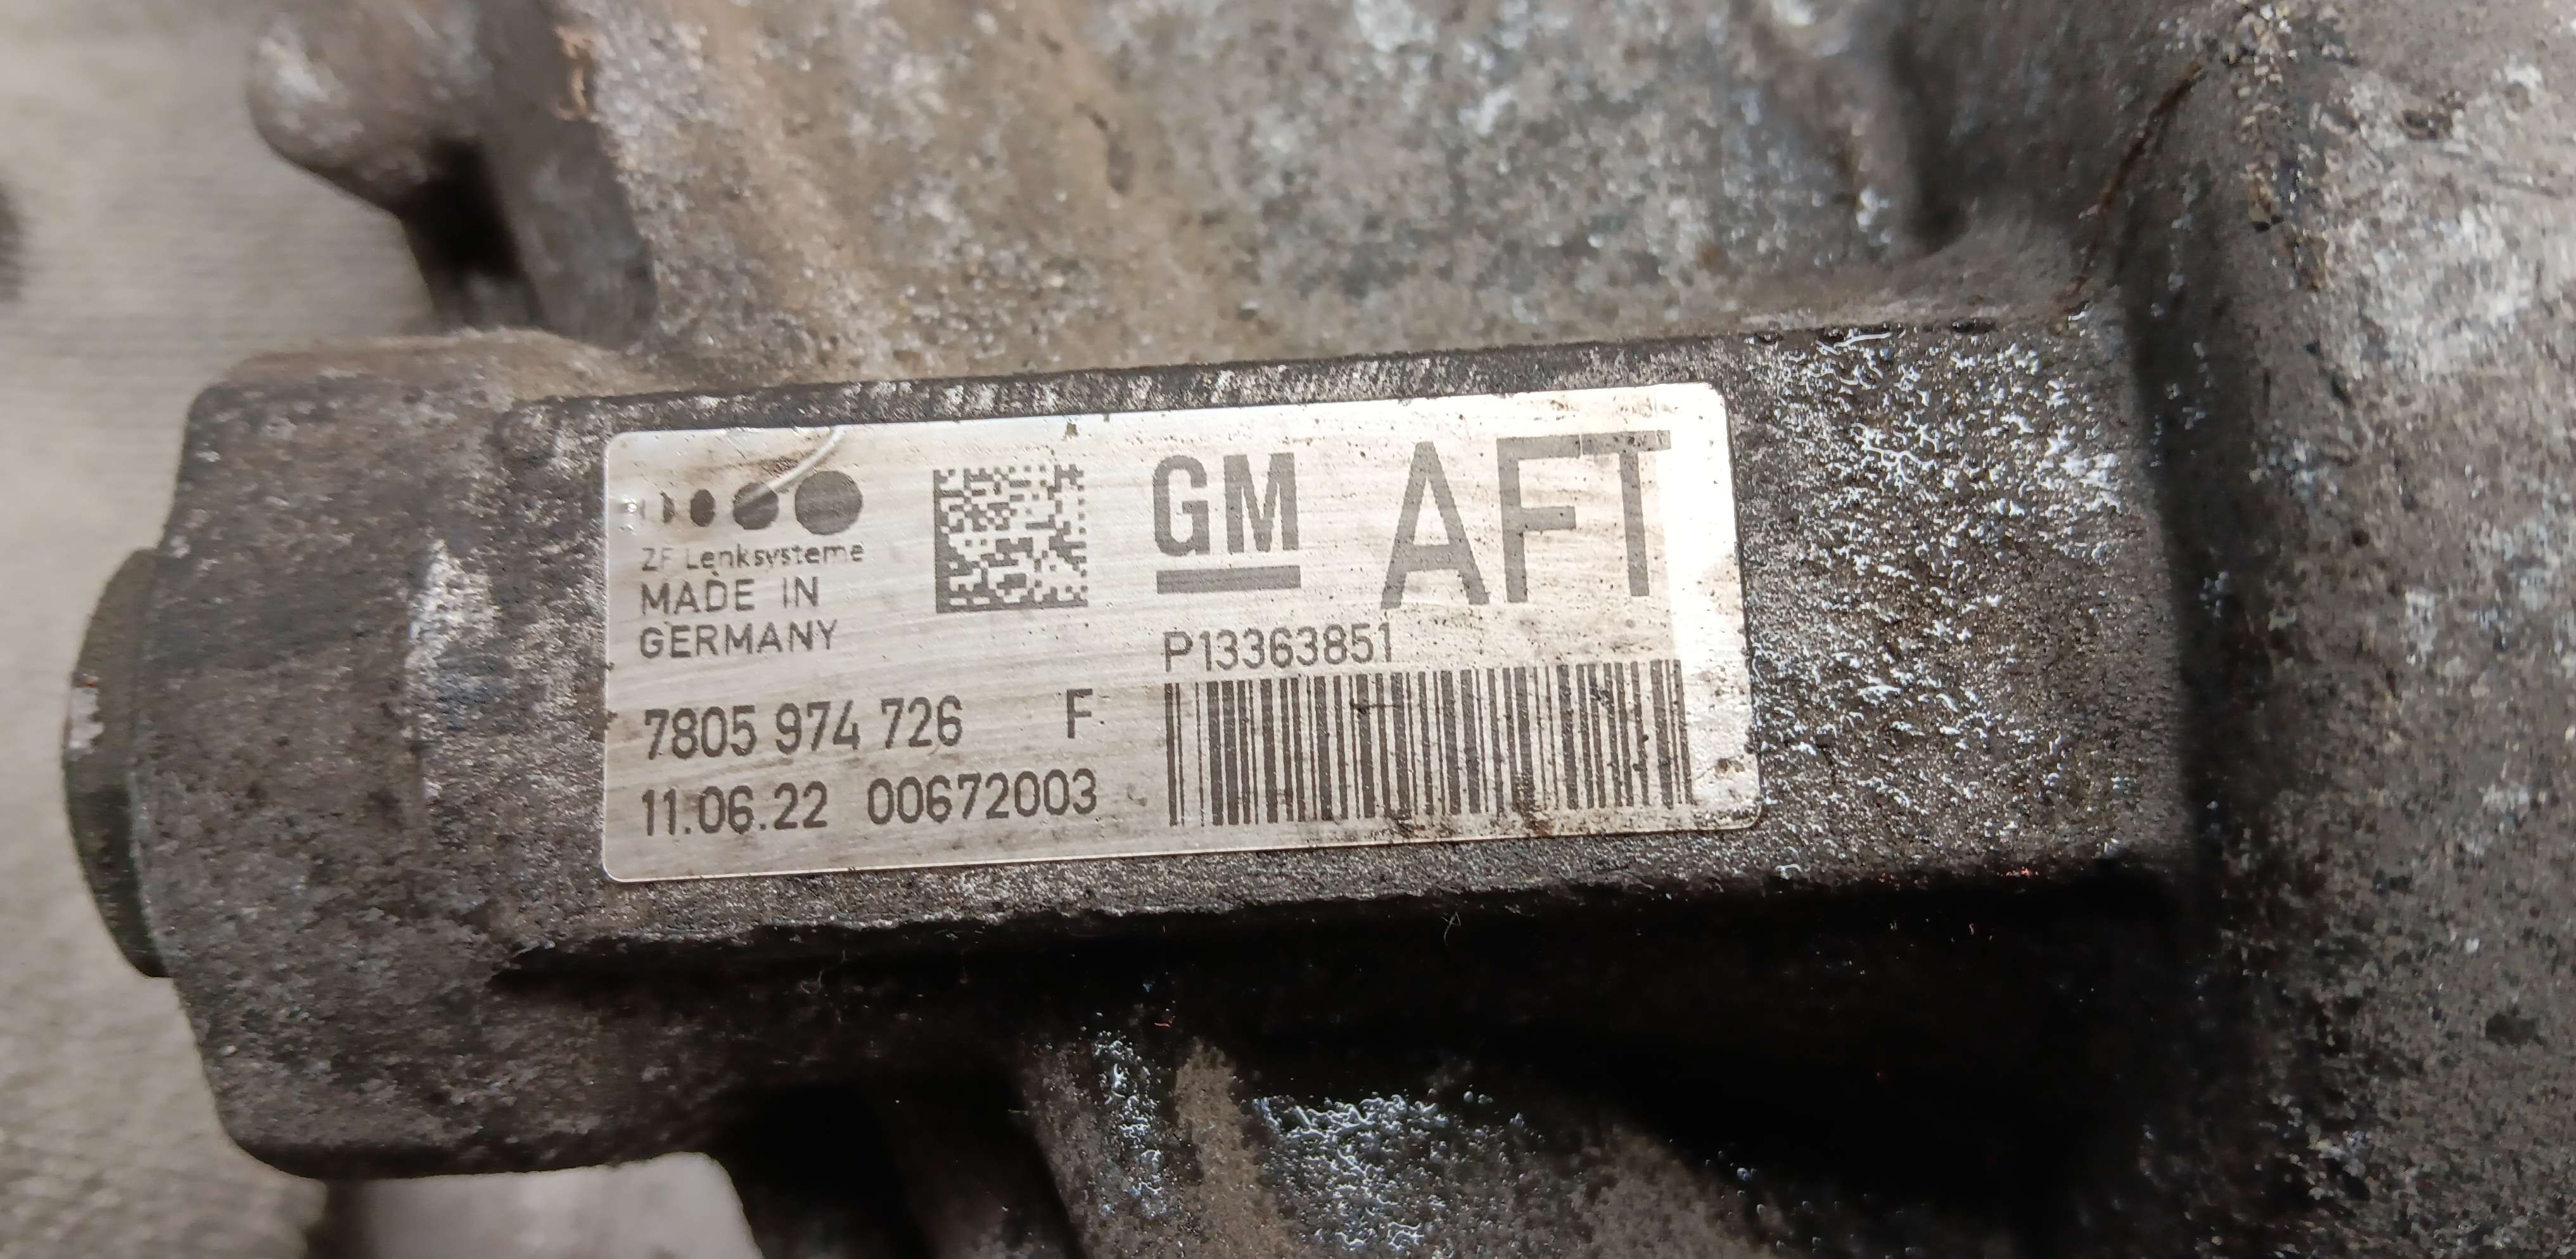 ZF Lenksysteme
MADE IN
GERMANY
GM AFT
P13363851
7805 974 726 F
11.06.22 00672003